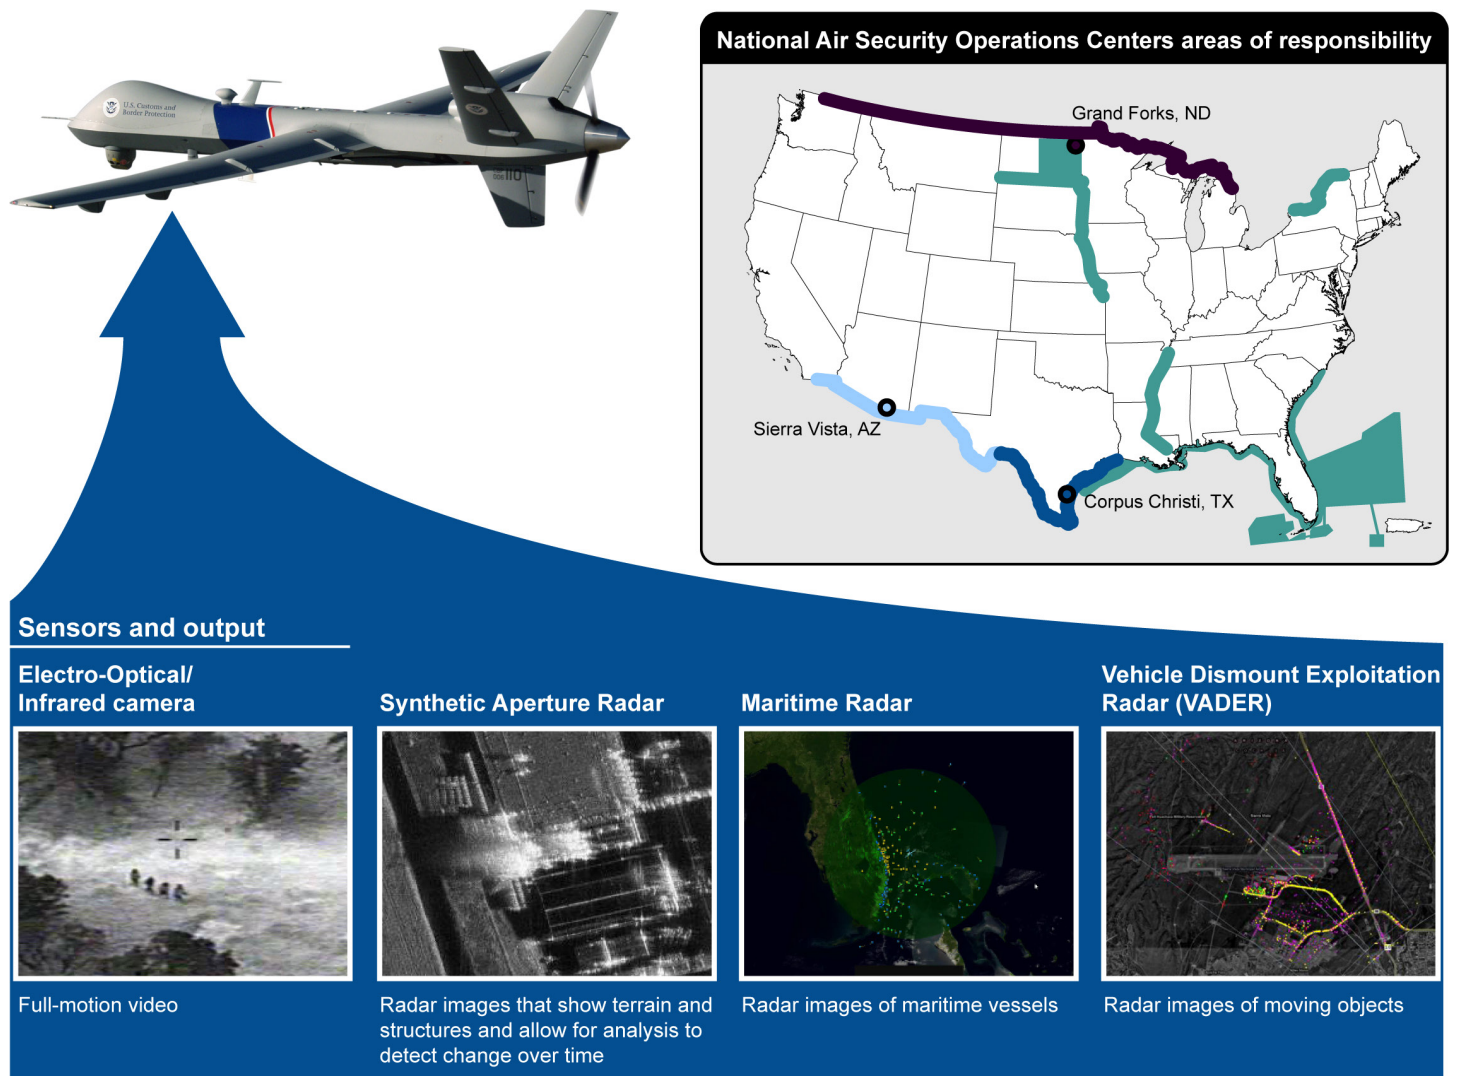 U.S. Customs and
Border Protection
110
National Air Security Operations Centers areas of responsibility
Grand Forks, ND
Sierra Vista, AZ
Corpus Christi, TX
Sensors and output
Electro-Optical/
Infrared camera
Full-motion video
Synthetic Aperture Radar
Radar images that show terrain and
structures and allow for analysis to
detect change over time
Maritime Radar
Radar images of maritime vessels
Vehicle Dismount Exploitation
Radar (VADER)
Radar images of moving objects